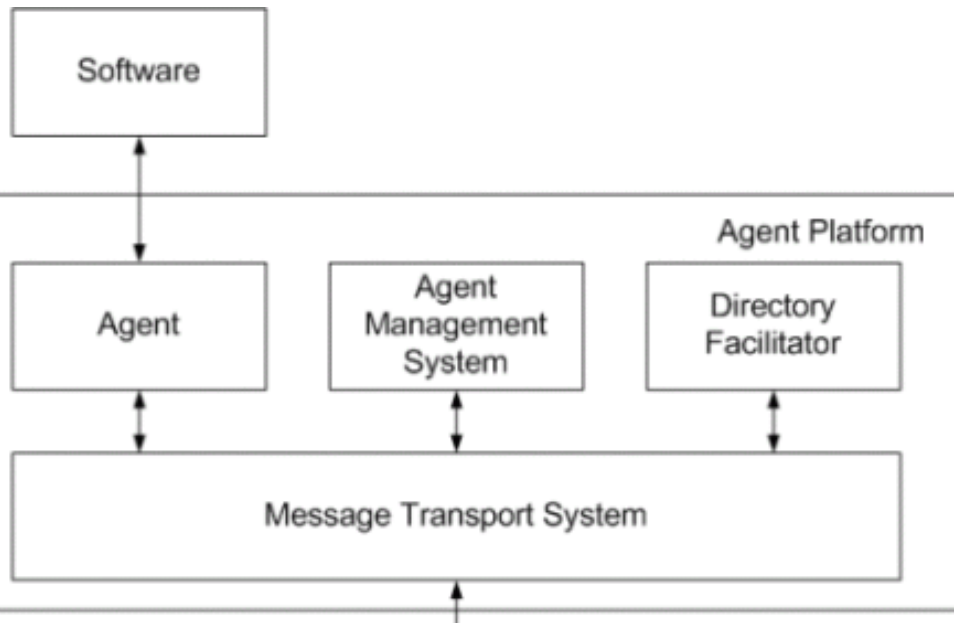 Software
Agent Platform
Agent
Agent
Management
System
Directory
Facilitator
Message Transport System